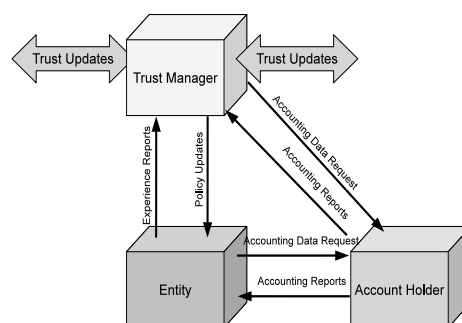 Trust Updates
Trust Updates
Trust Manager
Accounting Data Request
Accounting Reports
Experience Reports
Policy Updates
Accounting Data Request
Entity
Accounting Reports
Account Holder